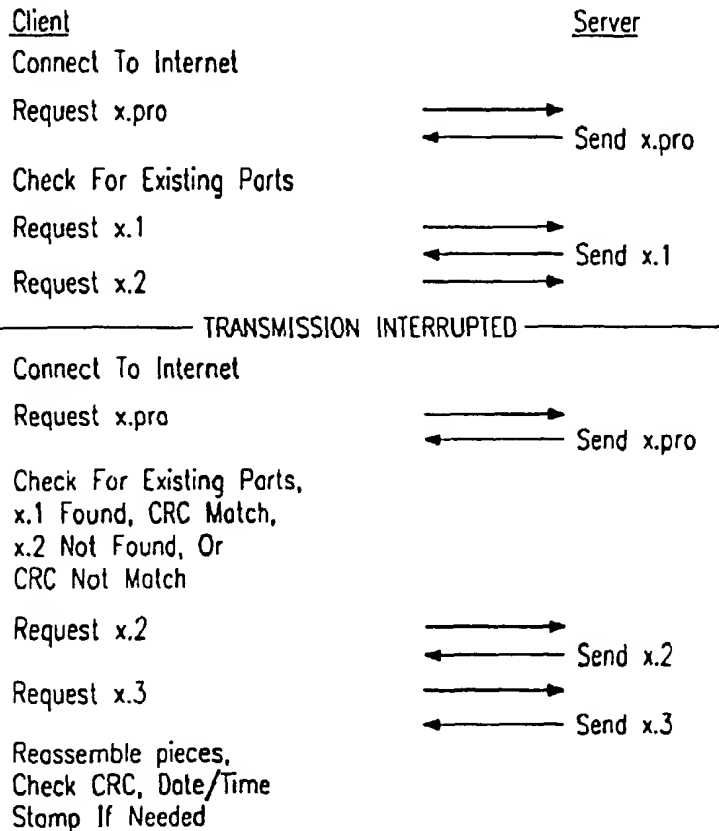 Client Server
Connect To Internet
Request x.pro
Send x.pro
Check For Existing Parts
Request x.1
Send x.1
Request x.2
TRANSMISSION INTERRUPTED
Connect To Internet
Request x.pro
Send x.pro
Check For Existing Parts,
x.1 Found, CRC Match,
x.2 Not Found, Or
CRC Not Match
Request x.2
Send x.2
Request x.3
Send x.3
Reassemble pieces,
Check CRC, Date/Time
Stamp If Needed